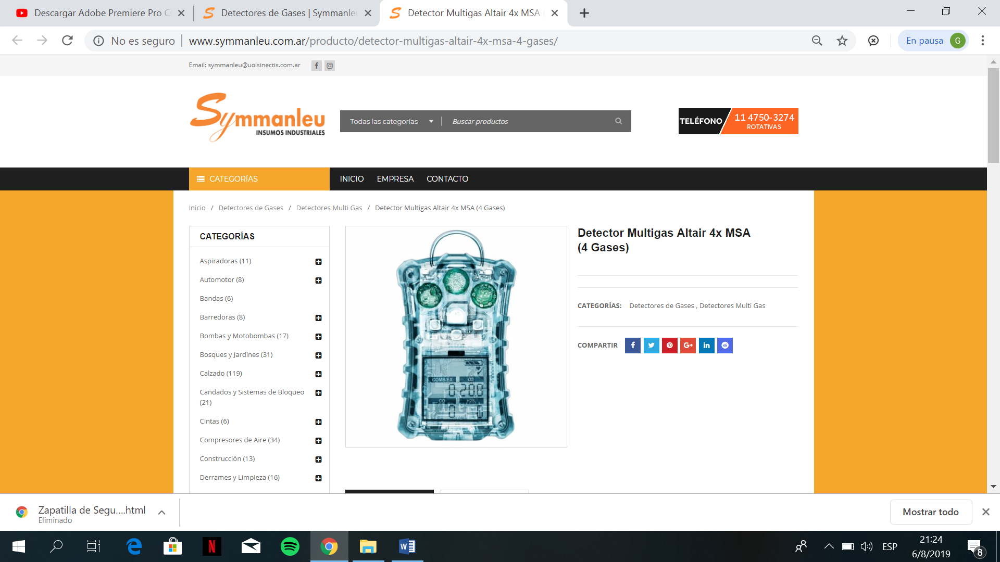 Descargar Adobe Premiere Pro C
Detectores de Gases | Symmanleu
Detector Multigas Altair 4x MSA
No es seguro
www.symmanleu.com.ar/producto/detector-multigas-altair-4x-msa-4-gases/
En pausa
G
Email: symmanleu@uolsinectis.com.ar
Symmanleu
INSUMOS INDUSTRIALES
Todas las categorías
Buscar productos
TELÉFONO
11 4750-3274
ROTATIVAS
CATEGORÍAS
INICIO
EMPRESA
CONTACTO
Inicio / Detectores de Gases / Detectores Multi Gas / Detector Multigas Altair 4x MSA (4 Gases)
CATEGORÍAS
Aspiradoras (11)
Automotor (8)
Bandas (6)
Barredoras (8)
Bombas y Motobombas (17)
Bosques y Jardines (31)
Calzado (119)
Candados y Sistemas de Bloqueo
(21)
Cintas (6)
Compresores de Aire (34)
Construcción (13)
Derrames y Limpieza (16)
COMB/EX O2
0 20.8
CO H2S
0 0
Detector Multigas Altair 4x MSA
(4 Gases)
CATEGORÍAS: Detectores de Gases , Detectores Multi Gas
COMPARTIR
Zapatilla de Segu....html
Eliminado
Mostrar todo
ESP
21:24
6/8/2019
8